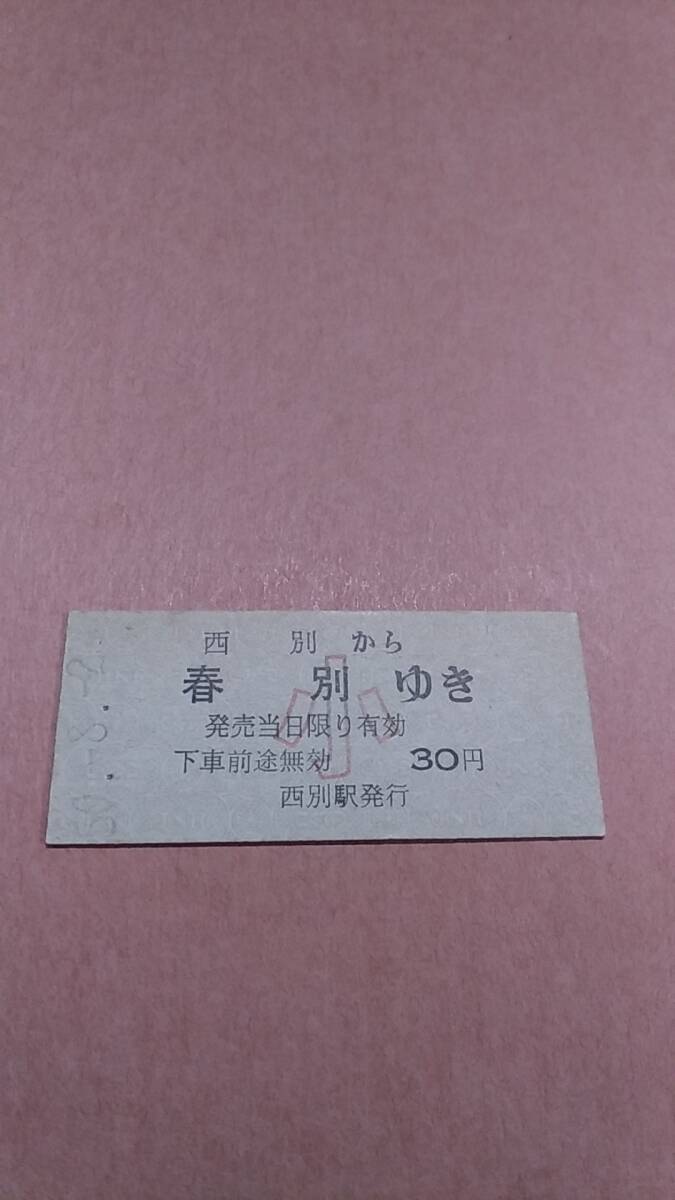 西 別 から
春 別 ゆき
発売当日限り有効
下車前途無効 30円
西別駅発行
小